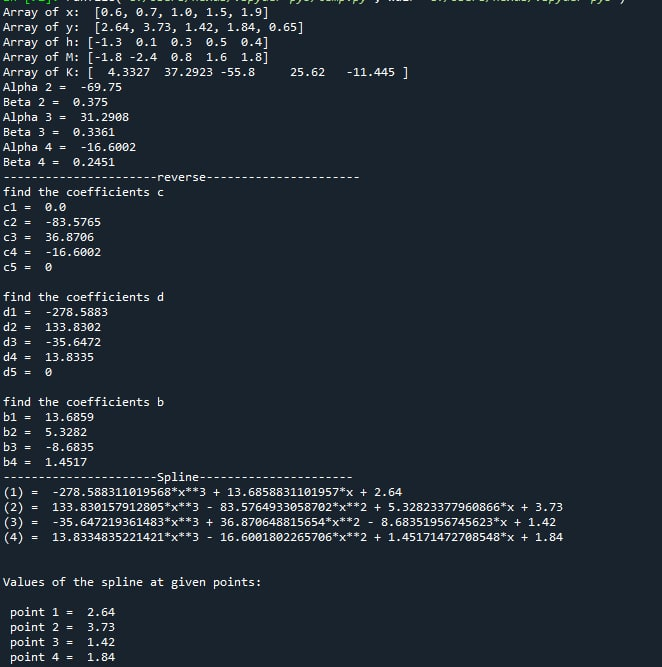 Array of x:  [0.6, 0.7, 1.0, 1.5, 1.9]
Array of y:  [2.64, 3.73, 1.42, 1.84, 0.65]
Array of h: [-1.3  0.1  0.3  0.5  0.4]
Array of M: [-1.8 -2.4  0.8  1.6  1.8]
Array of K: [  4.3327  37.2923 -55.8     25.62   -11.445 ]
Alpha 2 =  -69.75
Beta 2 =  0.375
Alpha 3 =  31.2908
Beta 3 =  0.3361
Alpha 4 =  -16.6002
Beta 4 =  0.2451
----------------------reverse----------------------
find the coefficients c
c1 =  0.0
c2 =  -83.5765
c3 =  36.8706
c4 =  -16.6002
c5 =  0
find the coefficients d
d1 =  -278.5883
d2 =  133.8302
d3 =  -35.6472
d4 =  13.8335
d5 =  0
find the coefficients b
b1 =  13.6859
b2 =  5.3282
b3 =  -8.6835
b4 =  1.4517
----------------------Spline----------------------
(1) =  -278.588311019568*x**3 + 13.6858831101957*x + 2.64
(2) =  133.830157912805*x**3 - 83.5764933058702*x**2 + 5.32823377960866*x + 3.73
(3) =  -35.647219361483*x**3 + 36.870648815654*x**2 - 8.68351956745623*x + 1.42
(4) =  13.8334835221421*x**3 - 16.6001802265706*x**2 + 1.45171472708548*x + 1.84
Values of the spline at given points:
point 1 =  2.64
point 2 =  3.73
point 3 =  1.42
point 4 =  1.84